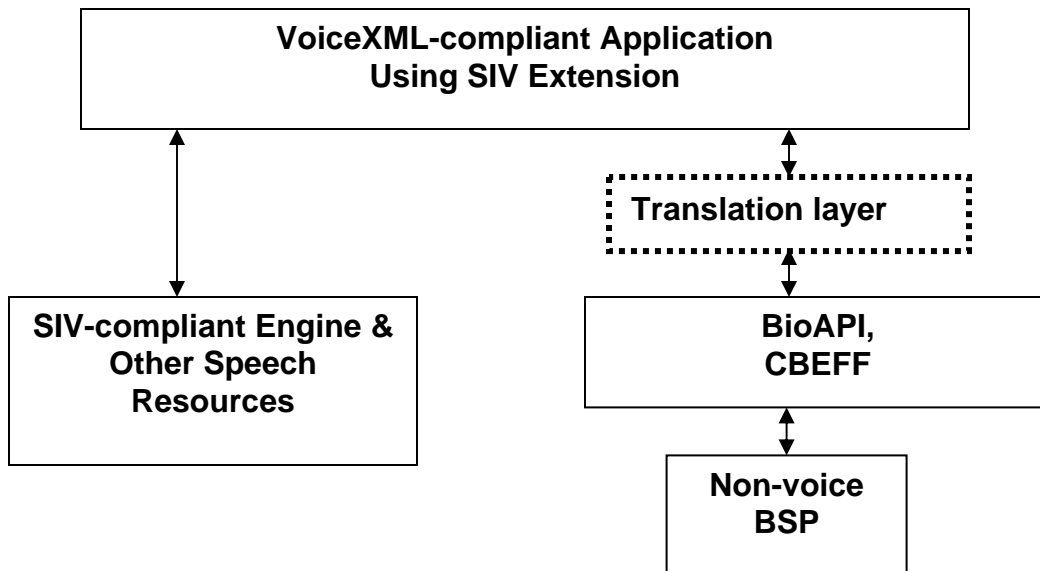 VoiceXML-compliant Application
Using SIV Extension
Translation layer
SIV-compliant Engine &
Other Speech
Resources
BioAPI,
CBEFF
Non-voice
BSP